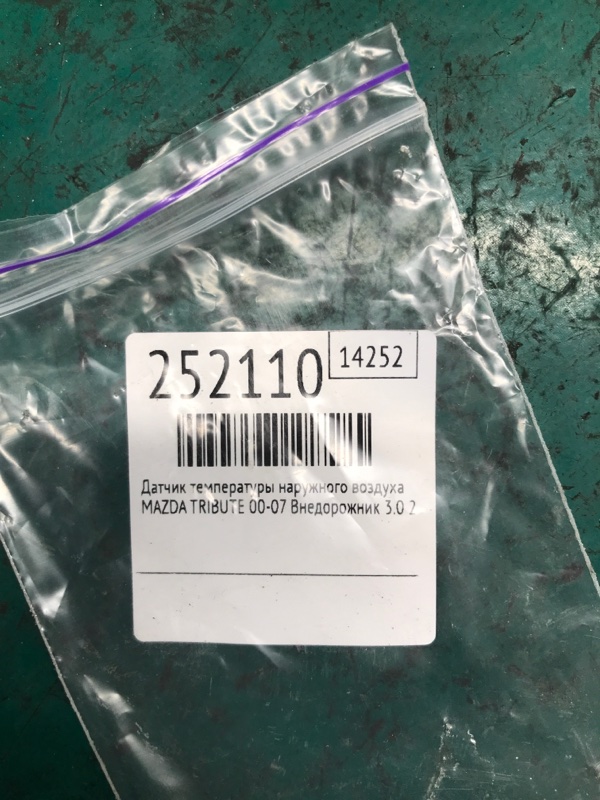 252110
14252
Датчик температуры наружного воздуха
MAZDA TRIBUTE 00-07 Внедорожник 3.0 2